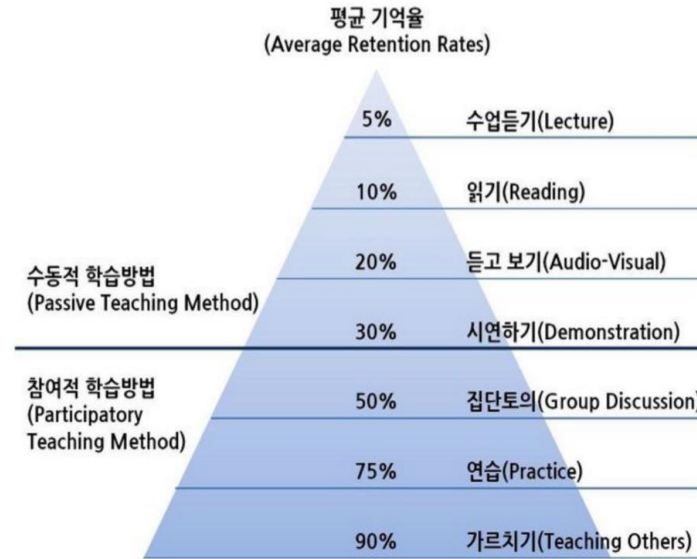 평균 기억율
(Average Retention Rates)
5% 수업듣기(Lecture)
10% 읽기(Reading)
20% 듣고 보기(Audio-Visual)
수동적 학습방법
(Passive Teaching Method)
30% 시연하기(Demonstration)
참여적 학습방법
(Participatory
Teaching Method)
50% 집단토의(Group Discussion)
75% 연습(Practice)
90% 가르치기(Teaching Others)